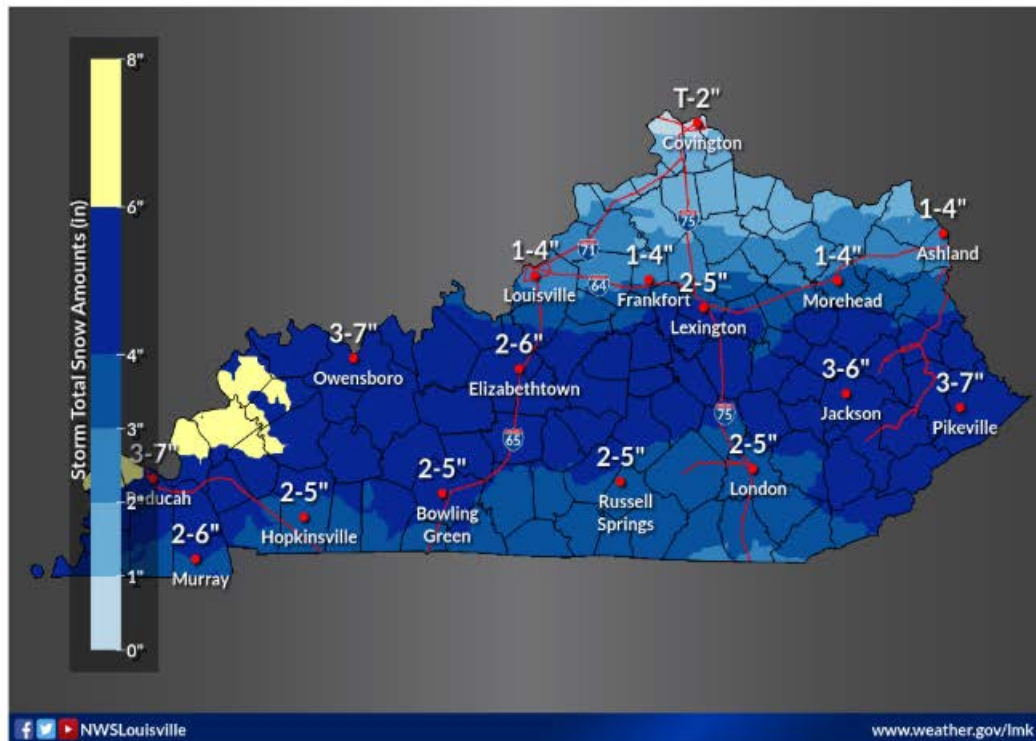 Storm Total Snow Amounts (in)
8"
6"
4"
3"
2"
1"
0"
T-2"
Covington
1-4"
Ashland
75
71
1-4"
Louisville
64
1-4"
Frankfort
2-5"
Lexington
1-4"
Morehead
3-7"
Owensboro
2-6"
Elizabethtown
3-6"
Jackson
3-7"
Pikeville
75
65
3-7"
Paducah
2-5"
Hopkinsville
2-5"
Bowling
Green
2-5"
Russell
Springs
2-5"
London
2-6"
Murray
NWSLouisville
www.weather.gov/lmk